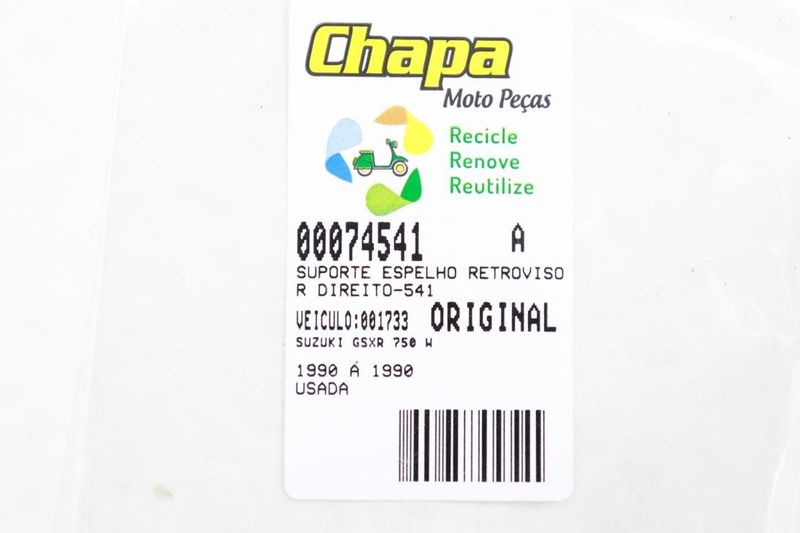 Chapa
Moto Peças
Recicle
Renove
Reutilize
00074541 A
SUPORTE ESPELHO RETROVISO
R DIREITO-541
VEICULO:001733 ORIGINAL
SUZUKI GSXR 750 W
1990 Á 1990
USADA